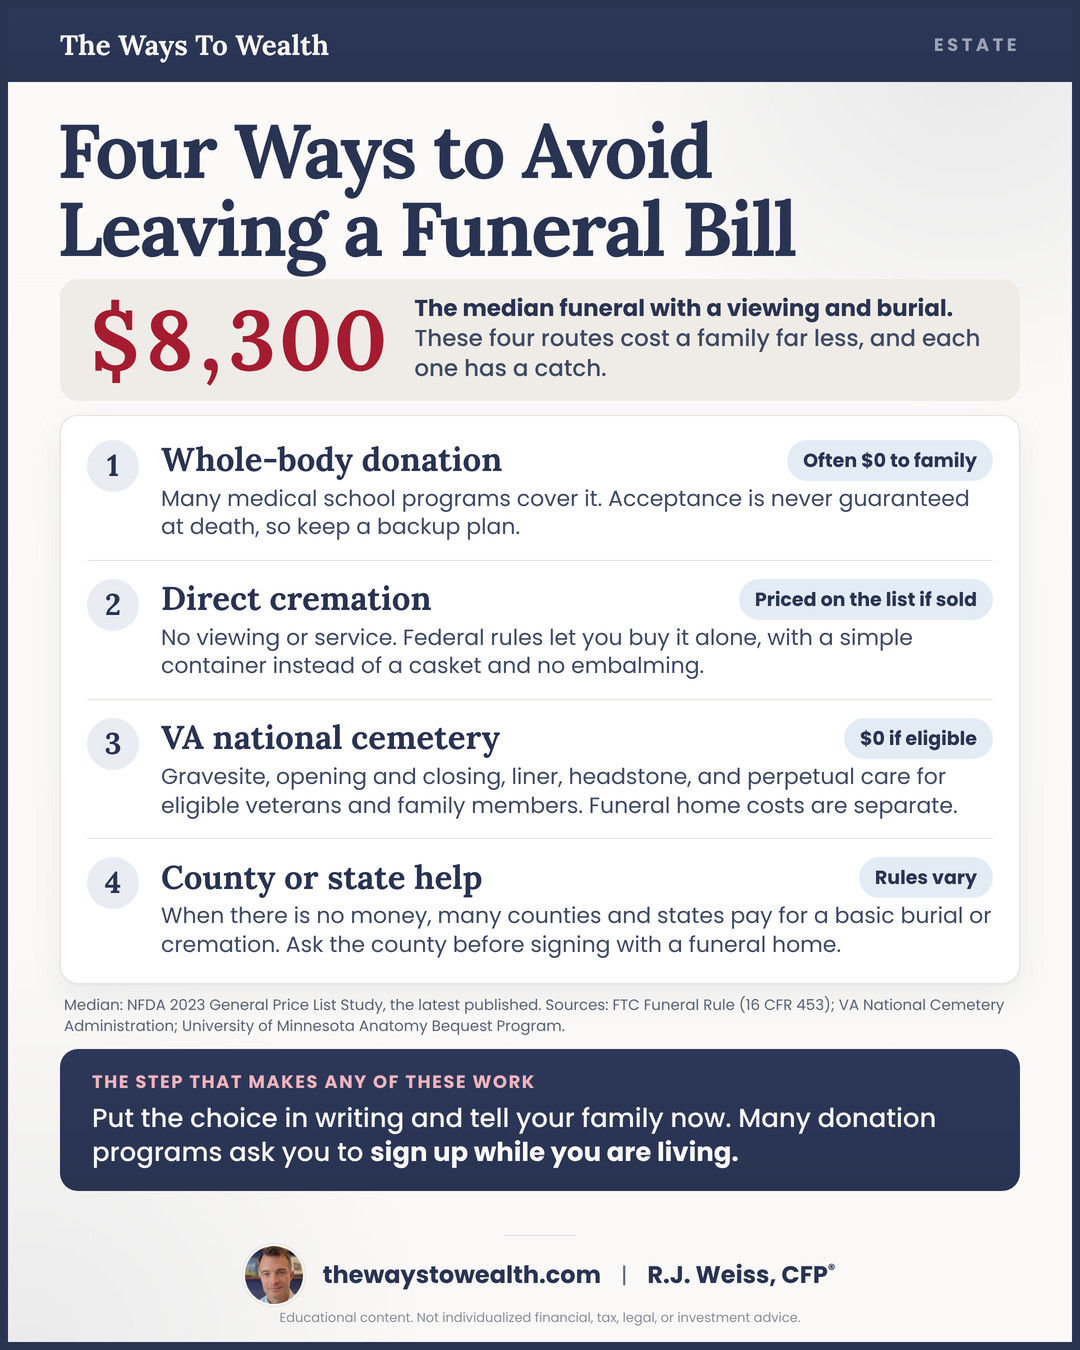 The Ways To Wealth
ESTATE
Four Ways to Avoid
Leaving a Funeral Bill
$8,300
The median funeral with a viewing and burial.
These four routes cost a family far less, and each
one has a catch.
1
Whole-body donation
Often $0 to family
Many medical school programs cover it. Acceptance is never guaranteed
at death, so keep a backup plan.
2
Direct cremation
Priced on the list if sold
No viewing or service. Federal rules let you buy it alone, with a simple
container instead of a casket and no embalming.
3
VA national cemetery
$0 if eligible
Gravesite, opening and closing, liner, headstone, and perpetual care for
eligible veterans and family members. Funeral home costs are separate.
4
County or state help
Rules vary
When there is no money, many counties and states pay for a basic burial or
cremation. Ask the county before signing with a funeral home.
Median: NFDA 2023 General Price List Study, the latest published. Sources: FTC Funeral Rule (16 CFR 453); VA National Cemetery
Administration; University of Minnesota Anatomy Bequest Program.
THE STEP THAT MAKES ANY OF THESE WORK
Put the choice in writing and tell your family now. Many donation
programs ask you to sign up while you are living.
thewaystowealth.com | R.J. Weiss, CFP®
Educational content. Not individualized financial, tax, legal, or investment advice.